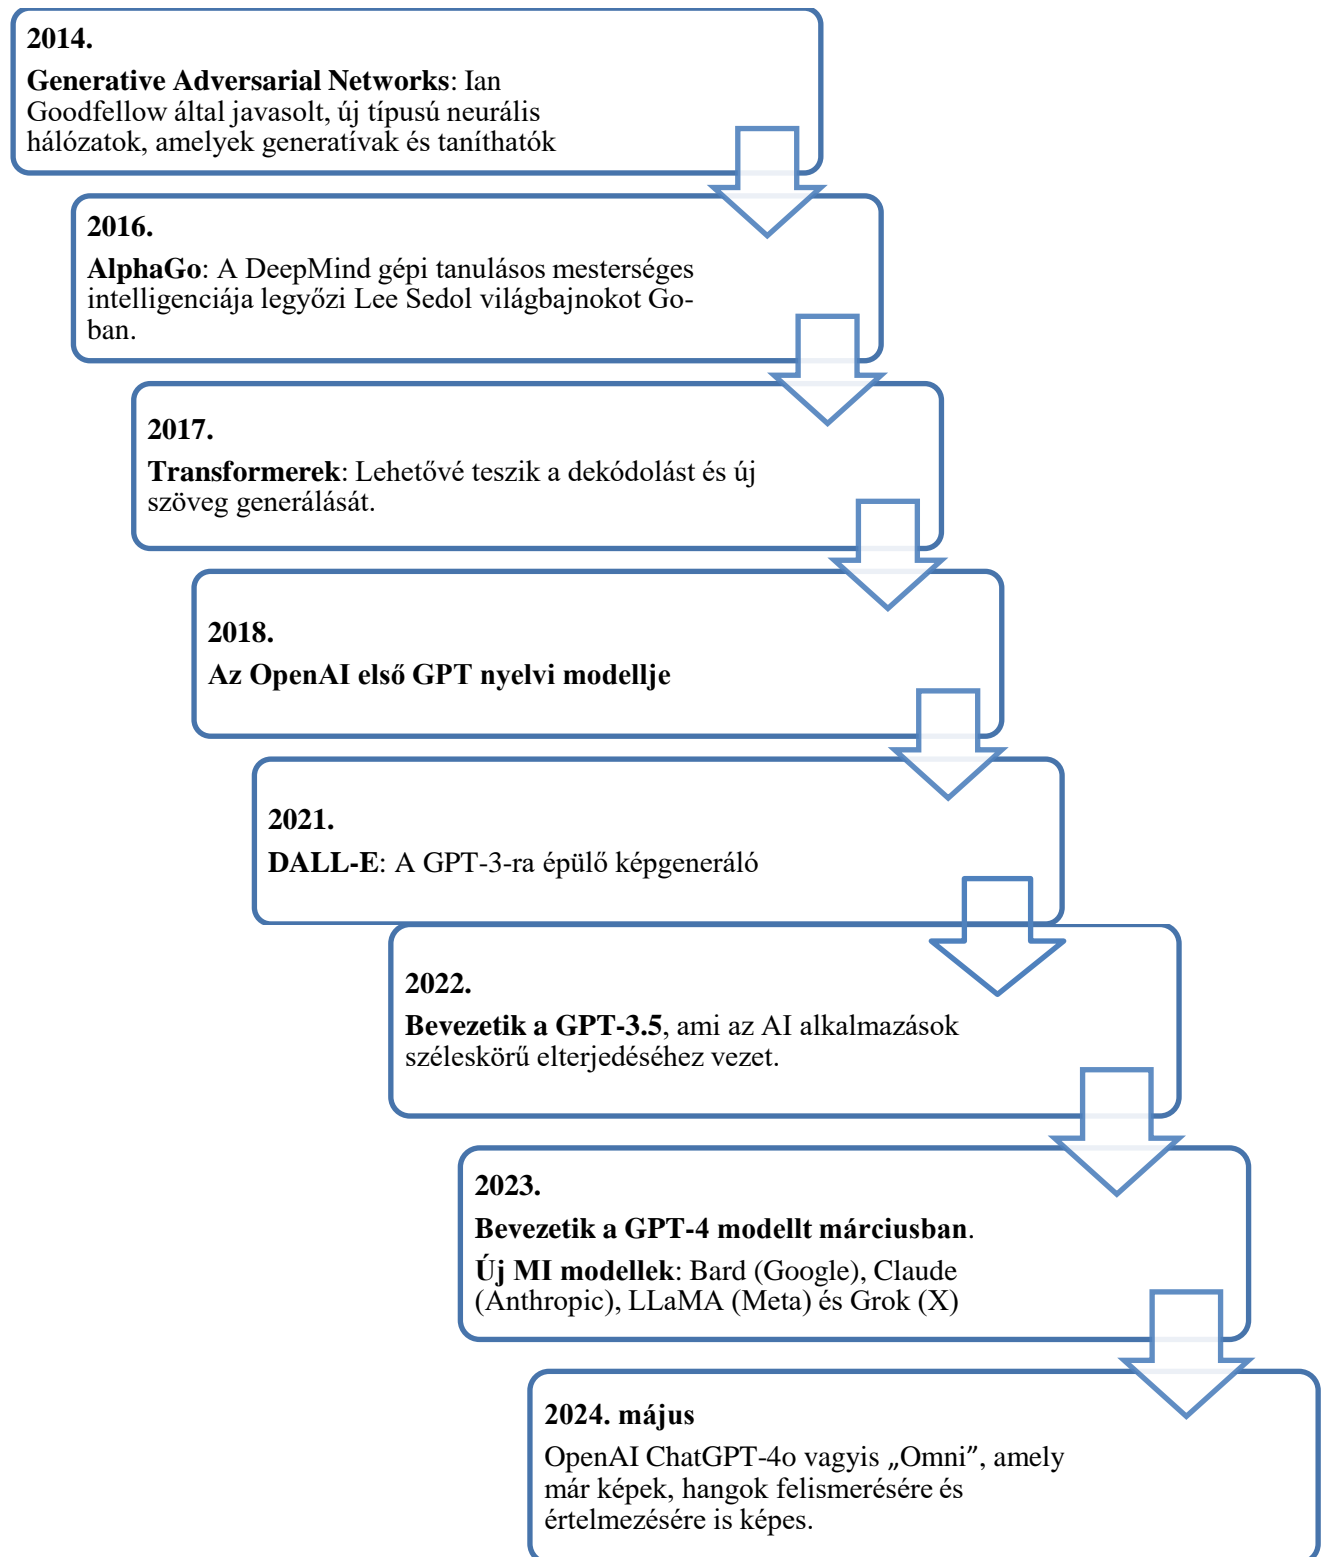 2014.
Generative Adversarial Networks: Ian
Goodfellow által javasolt, új típusú neurális
hálózatok, amelyek generatívak és taníthatók
2016.
AlphaGo: A DeepMind gépi tanulásos mesterséges
intelligenciája legyőzi Lee Sedol világbajnokot Go-
ban.
2017.
Transformerek: Lehetővé teszik a dekódolást és új
szöveg generálását.
2018.
Az OpenAI első GPT nyelvi modellje
2021.
DALL-E: A GPT-3-ra épülő képgeneráló
2022.
Bevezetik a GPT-3.5, ami az AI alkalmazások
széleskörű elterjedéséhez vezet.
2023.
Bevezetik a GPT-4 modellt márciusban.
Új MI modellek: Bard (Google), Claude
(Anthropic), LLaMA (Meta) és Grok (X)
2024. május
OpenAI ChatGPT-4o vagyis „Omni”, amely
már képek, hangok felismerésére és
értelmezésére is képes.